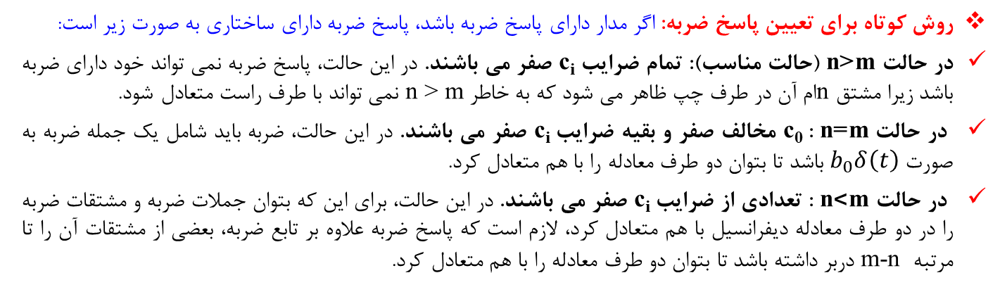 ❖ روش کوتاه برای تعیین پاسخ ضربه: اگر مدار دارای پاسخ ضربه باشد، پاسخ ضربه دارای ساختاری به صورت زیر است:
✓ در حالت n>m (حالت مناسب): تمام ضرایب cᵢ صفر می باشند. در این حالت، پاسخ ضربه نمی تواند خود دارای ضربه
باشد زیرا مشتق nام آن در طرف چپ ظاهر می شود که به خاطر n > m نمی تواند با طرف راست متعادل شود.
✓ در حالت n=m : c₀ مخالف صفر و بقیه ضرایب cᵢ صفر می باشند. در این حالت، ضربه باید شامل یک جمله ضربه به
صورت b₀δ(t) باشد تا بتوان دو طرف معادله را با هم متعادل کرد.
✓ در حالت n<m : تعدادی از ضرایب cᵢ صفر می باشند. در این حالت، برای این که بتوان جملات ضربه و مشتقات ضربه
را در دو طرف معادله دیفرانسیل با هم متعادل کرد، لازم است که پاسخ ضربه علاوه بر تابع ضربه، بعضی از مشتقات آن را تا
مرتبه m-n دربر داشته باشد تا بتوان دو طرف معادله را با هم متعادل کرد.